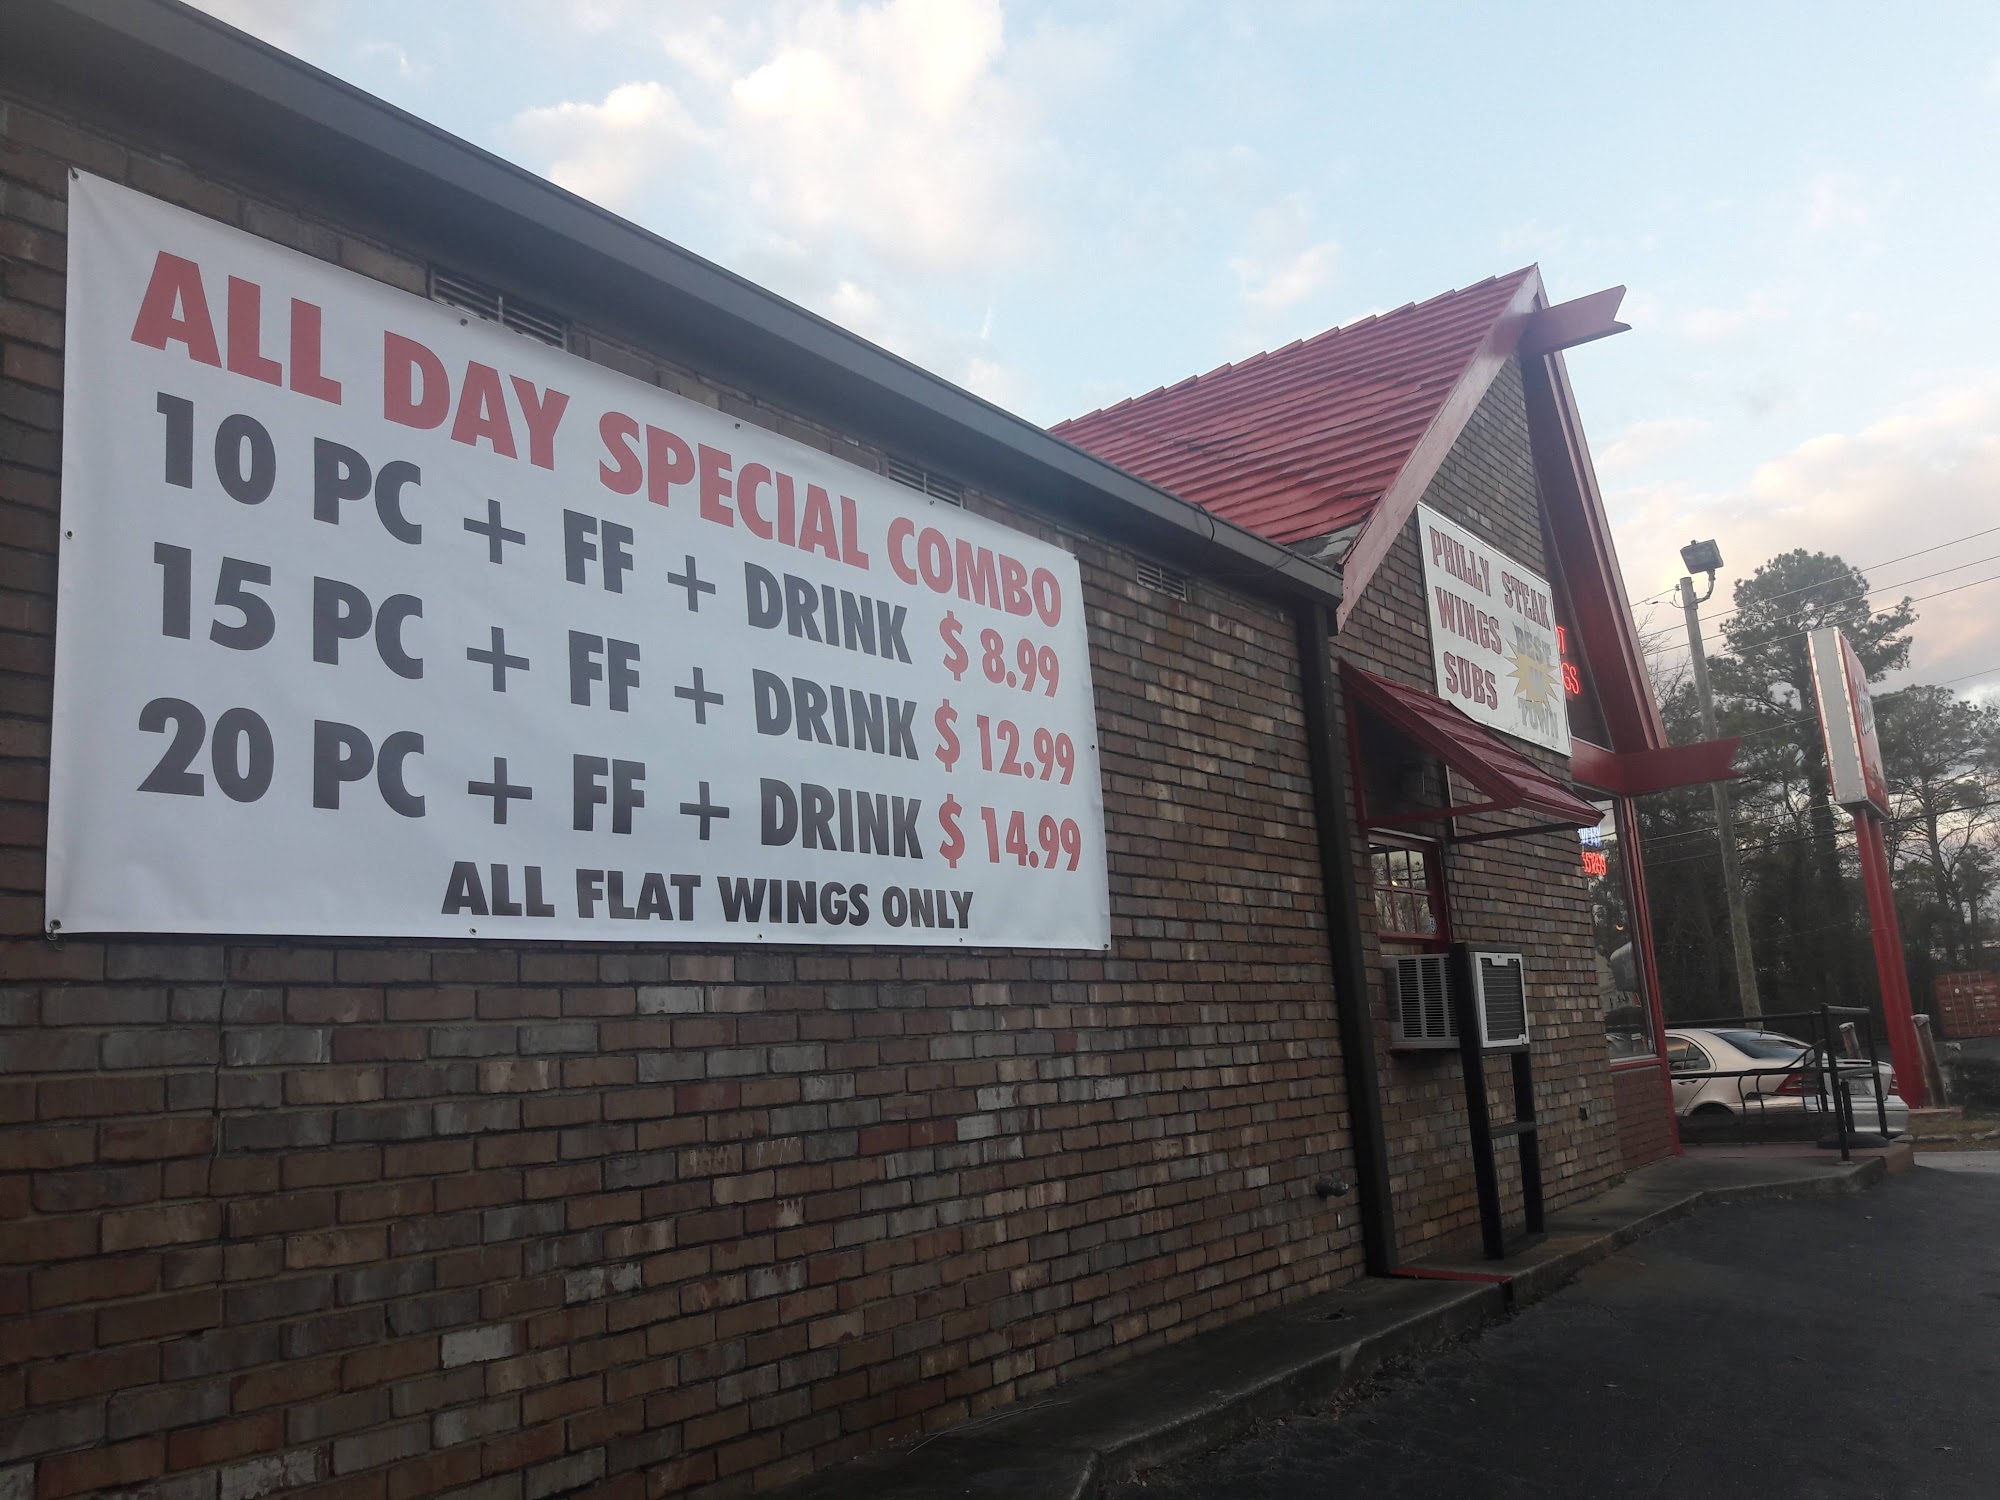 ALL DAY SPECIAL COMBO
10 PC + FF + DRINK $ 8.99
15 PC + FF + DRINK $ 12.99
20 PC + FF + DRINK $ 14.99
ALL FLAT WINGS ONLY
PHILLY STEAK
WINGS
SUBS
BEST
IN
TOWN